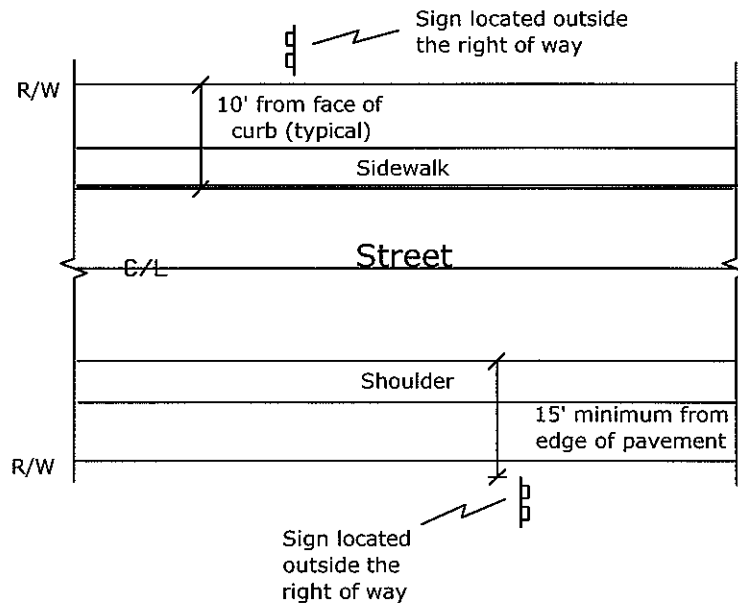 Sign located outside
the right of way
R/W
10' from face of
curb (typical)
Sidewalk
Street
C/L
Shoulder
15' minimum from
edge of pavement
R/W
Sign located
outside the
right of way